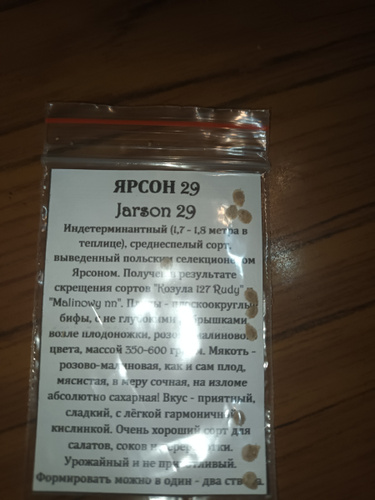 ЯРСОН 29
Jarson 29
Индетерминантный (1,7 - 1,8 метра в
теплице), среднеспелый сорт,
выведенный польским селекционером
Ярсоном. Получен результате
скрещения сортов "Козула 127 Rudy" и
"Malinowy nn". Плоды - плоскоокруглые
бифы, с не глубокими рёбрышками
возле плодоножки, розово-малинового
цвета, массой 350-600 грамм. Мякоть -
розово-малиновая, как и сам плод,
мясистая, в меру сочная, на изломе
абсолютно сахарная! Вкус - приятный,
сладкий, с лёгкой гармоничной
кислинкой. Очень хороший сорт для
салатов, соков и переработки.
Урожайный и не прихотливый.
Формировать можно в один - два ствола.